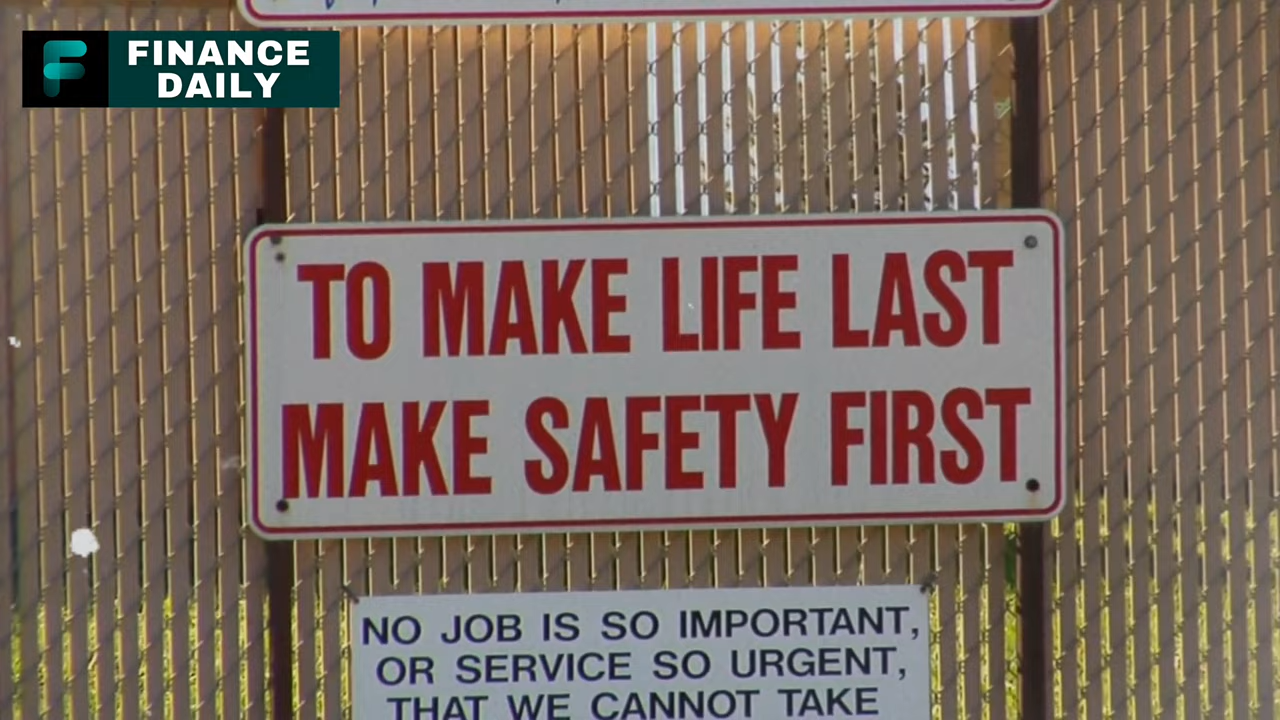 FINANCE
DAILY
TO MAKE LIFE LAST
MAKE SAFETY FIRST
NO JOB IS SO IMPORTANT,
OR SERVICE SO URGENT,
THAT WE CANNOT TAKE